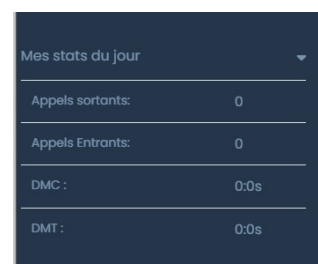 Mes stats du jour
Appels sortants: 0
Appels Entrants: 0
DMC : 0:0s
DMT : 0:0s